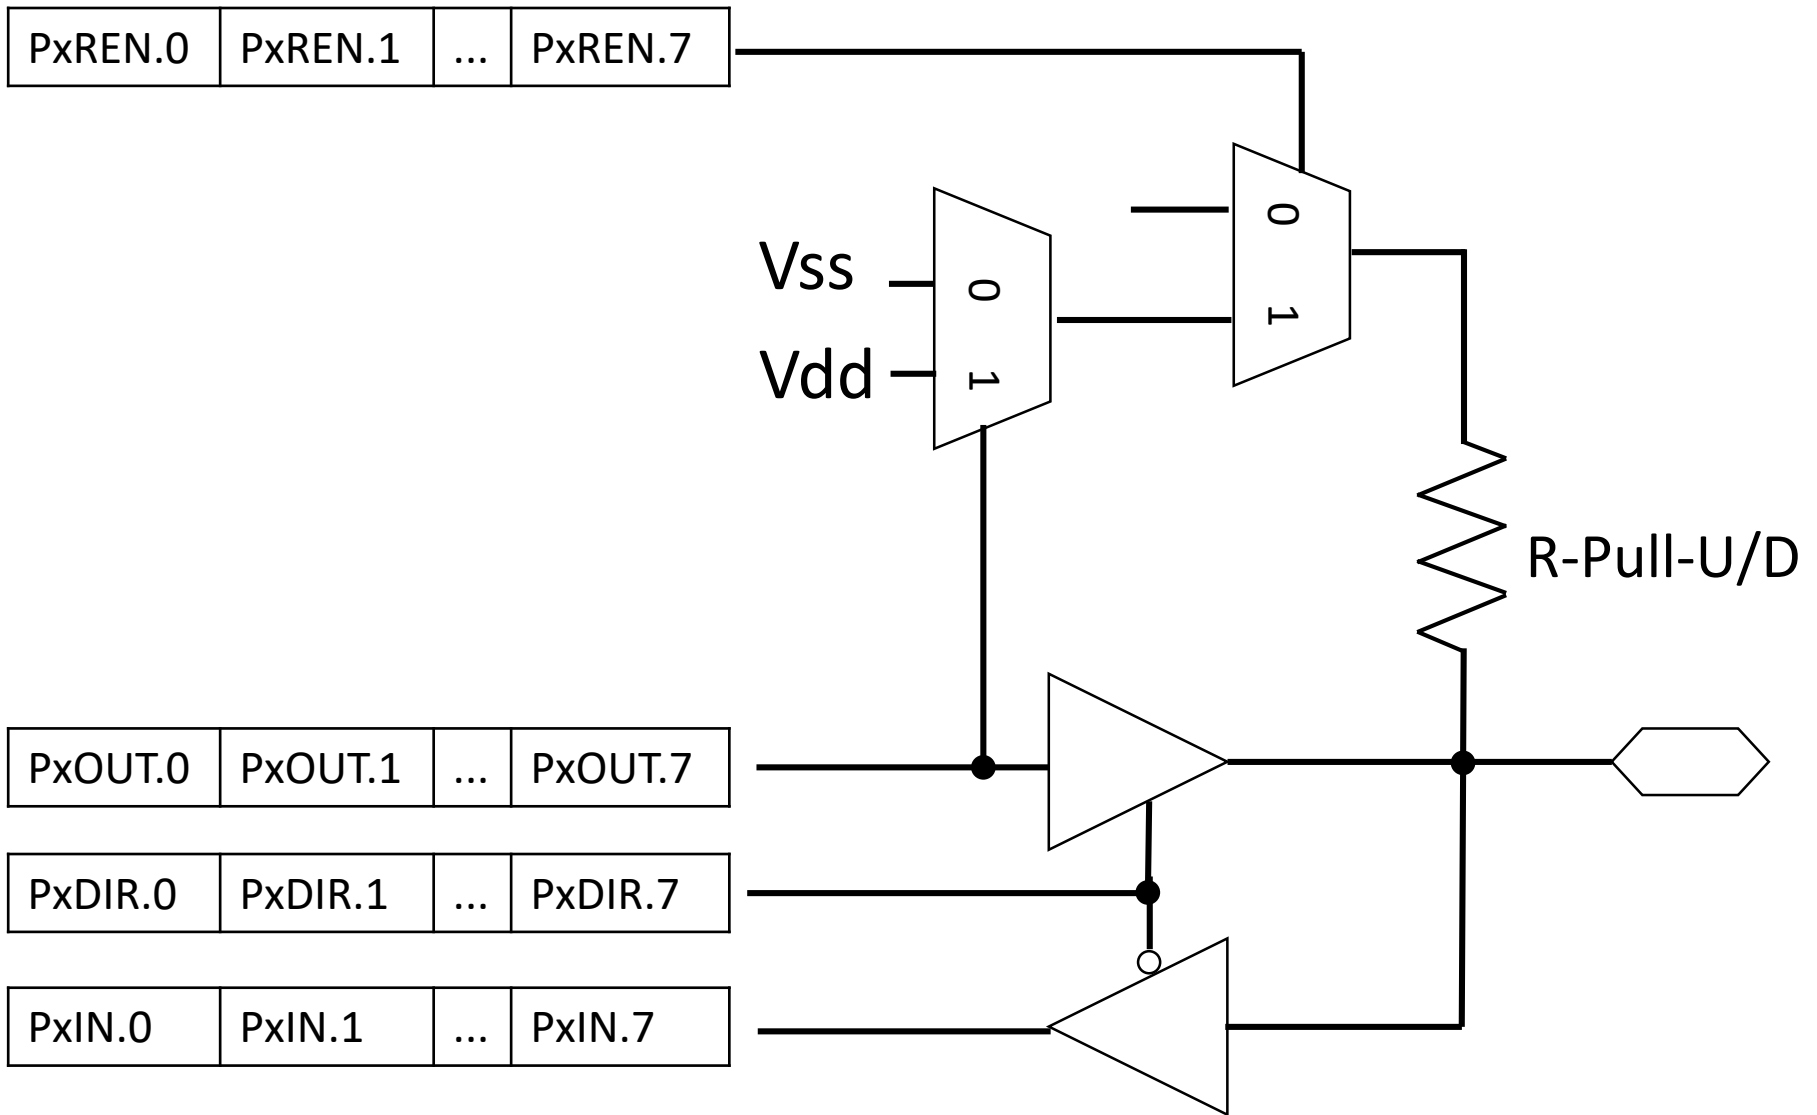 PxREN.0 PxREN.1 ... PxREN.7
0
Vss 0
1
Vdd 1
R-Pull-U/D
PxOUT.0 PxOUT.1 ... PxOUT.7
PxDIR.0 PxDIR.1 ... PxDIR.7
PxIN.0 PxIN.1 ... PxIN.7